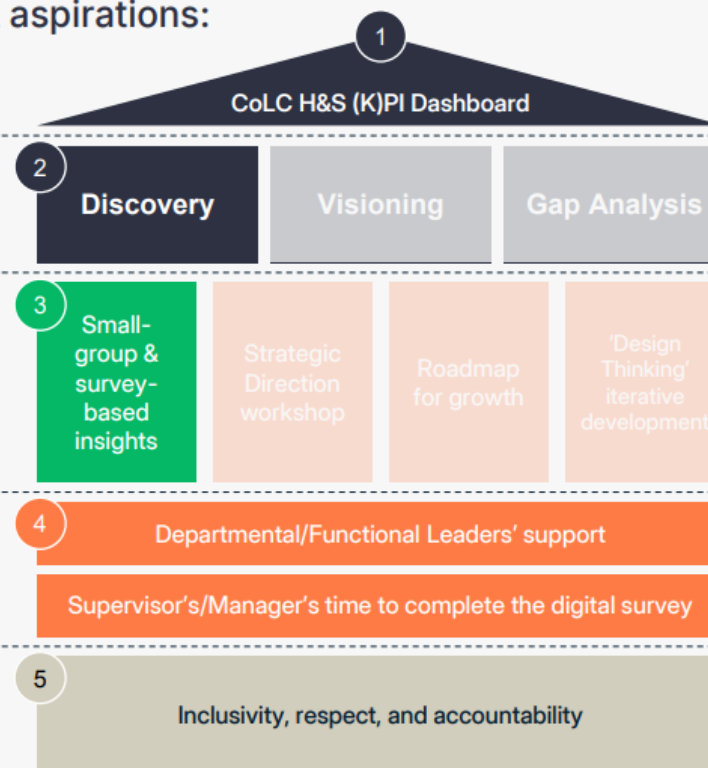 aspirations:
1
CoLC H&S (K)PI Dashboard
2
Discovery
Visioning
Gap Analysis
3
Small-
group &
survey-
based
insights
Strategic
Direction
workshop
Roadmap
for growth
‘Design
Thinking’
iterative
development
4
Departmental/Functional Leaders’ support
Supervisor’s/Manager’s time to complete the digital survey
5
Inclusivity, respect, and accountability